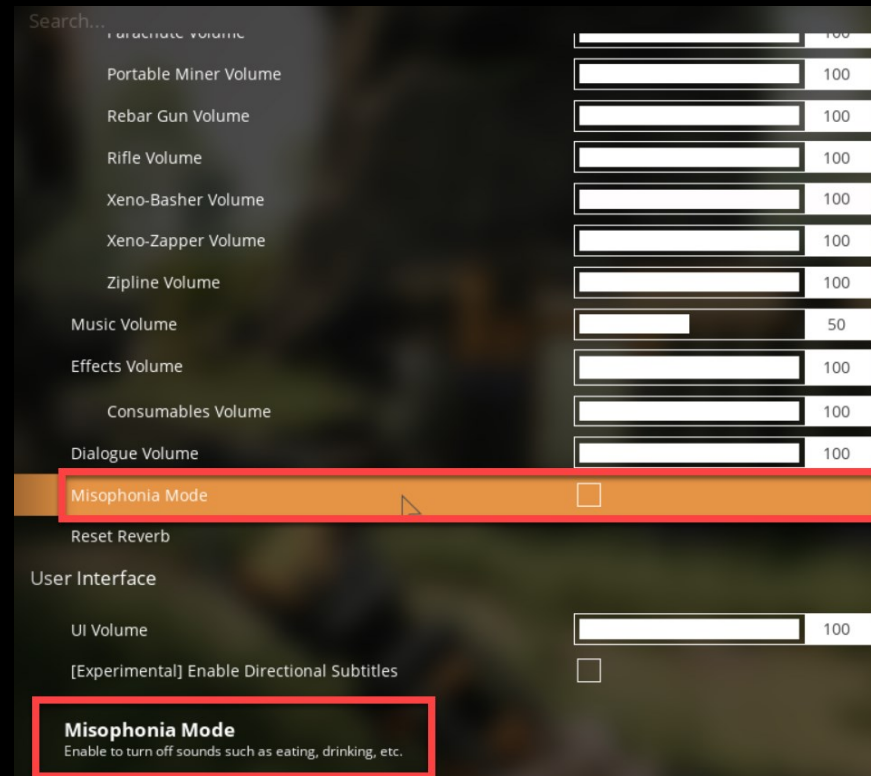 Search...
Parachute Volume 100
Portable Miner Volume 100
Rebar Gun Volume 100
Rifle Volume 100
Xeno-Basher Volume 100
Xeno-Zapper Volume 100
Zipline Volume 100
Music Volume 50
Effects Volume 100
Consumables Volume 100
Dialogue Volume 100
Misophonia Mode
Reset Reverb
User Interface
UI Volume 100
[Experimental] Enable Directional Subtitles
Misophonia Mode
Enable to turn off sounds such as eating, drinking, etc.